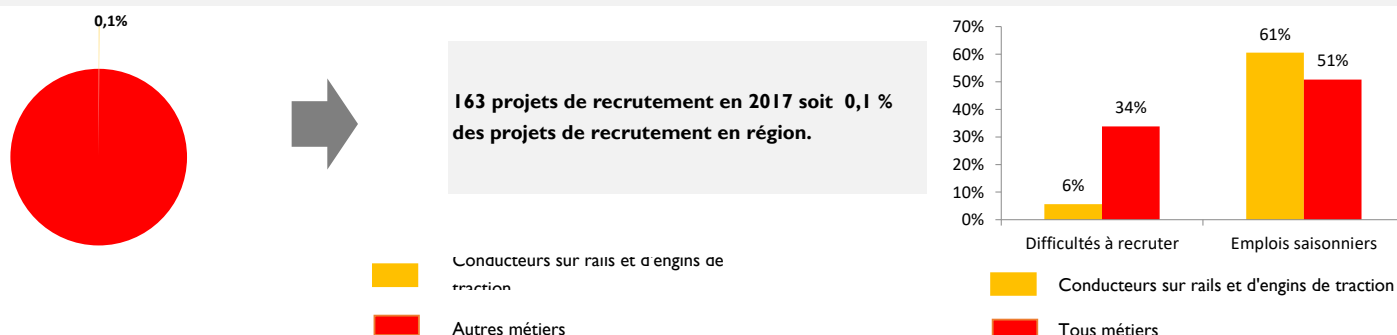 0,1%
163 projets de recrutement en 2017 soit 0,1 %
des projets de recrutement en région.
Conducteurs sur rails et d'engins de
traction
Autres métiers
70%
60%
50%
40%
30%
20%
10%
0%
6%
34%
61%
51%
Difficultés à recruter
Emplois saisonniers
Conducteurs sur rails et d'engins de traction
Tous métiers